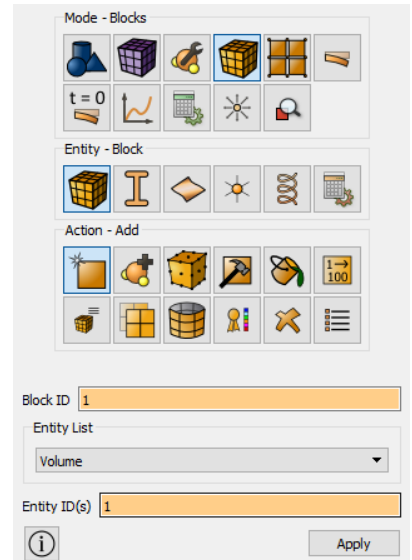 Mode - Blocks
t = 0
Entity - Block
Action - Add
1→
100
Block ID 1
Entity List
Volume
Entity ID(s) 1
i Apply